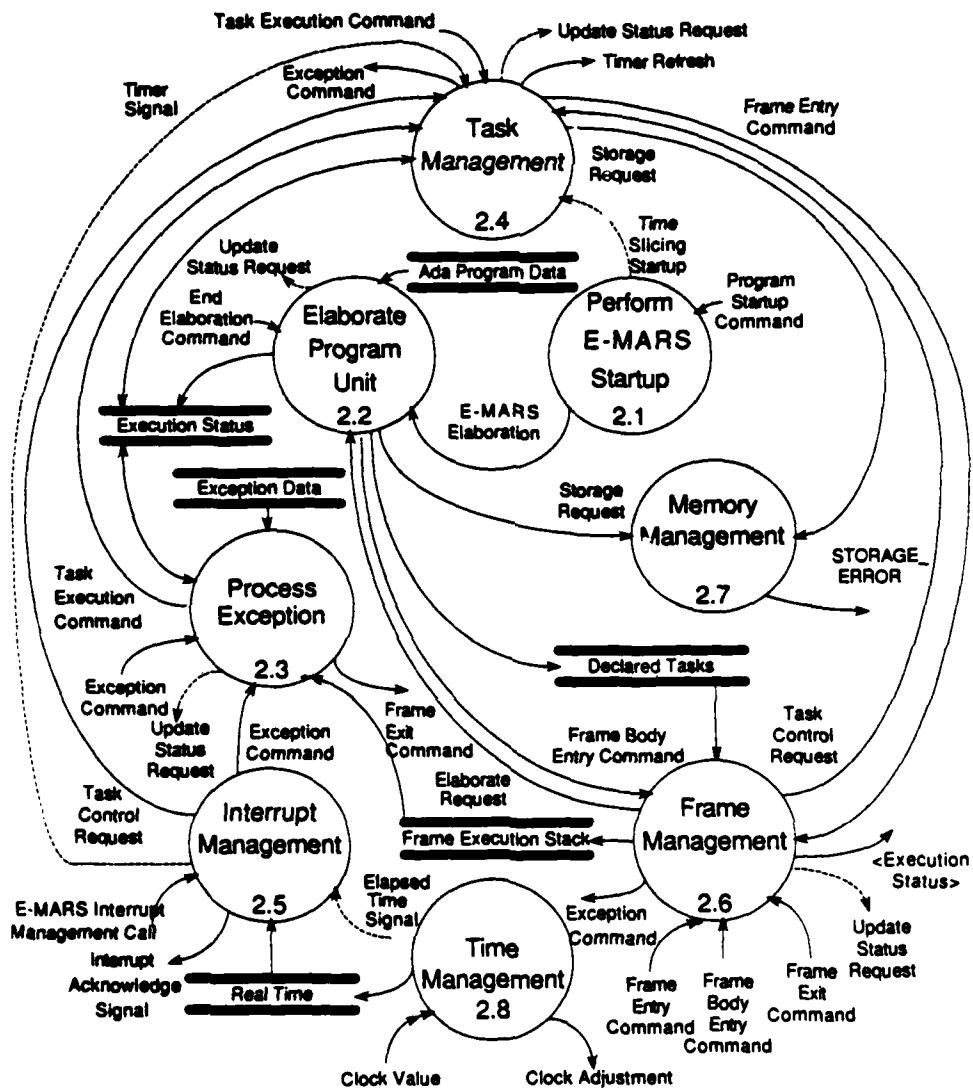 Task Execution Command
Update Status Request
Exception
Command
Timer Refresh
Timer
Signal
Frame Entry
Command
Task
Management
2.4
Storage
Request
Time
Slicing
Startup
Update
Status Request
Ada Program Data
Program
Startup
Command
End
Elaboration
Command
Elaborate
Program
Unit
2.2
Perform
E-MARS
Startup
2.1
E-MARS
Elaboration
Execution Status
Exception Data
Storage
Request
Memory
Management
2.7
STORAGE_
ERROR
Task
Execution
Command
Process
Exception
2.3
Declared Tasks
Exception
Command
Update
Status
Request
Exception
Command
Frame
Exit
Command
Frame Body
Entry Command
Task
Control
Request
Elaborate
Request
Task
Control
Request
Interrupt
Management
2.5
Frame Execution Stack
Frame
Management
2.6
<Execution
Status>
Elapsed
Time
Signal
E-MARS Interrupt
Management Call
Exception
Command
Update
Status
Request
Interrupt
Acknowledge
Signal
Real Time
Time
Management
2.8
Frame
Entry
Command
Frame
Body
Entry
Command
Frame
Exit
Command
Clock Value
Clock Adjustment